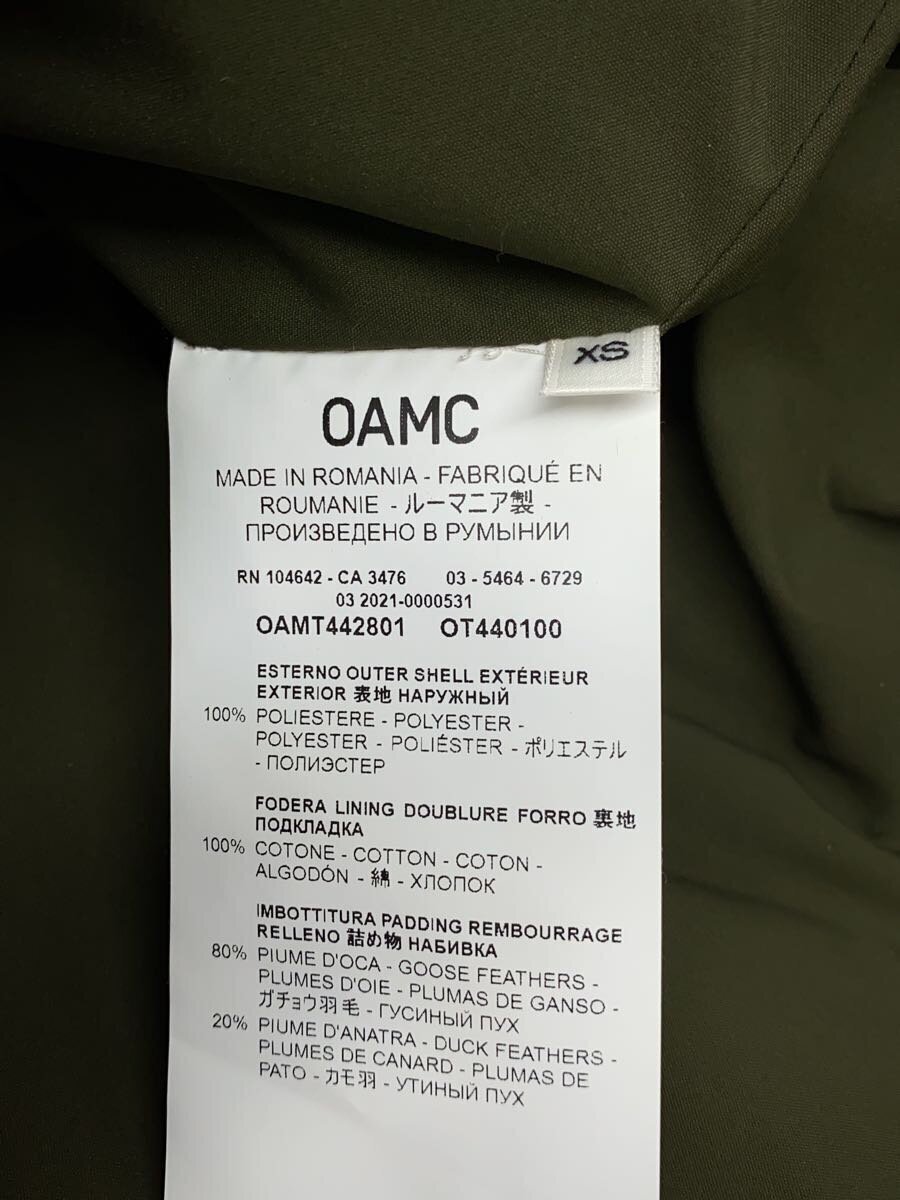 XS
OAMC
MADE IN ROMANIA - FABRIQUÉ EN
ROUMANIE - ルーマニア製 -
ПРОИЗВЕДЕНО В РУМЫНИИ
RN 104642 - CA 3476 03 - 5464 - 6729
03 2021-0000531
OAMT442801 OT440100
ESTERNO OUTER SHELL EXTÉRIEUR
EXTERIOR 表地 НАРУЖНЫЙ
100% POLIESTERE - POLYESTER -
POLYESTER - POLIÉSTER - ポリエステル
- ПОЛИЭСТЕР
FODERA LINING DOUBLURE FORRO 裏地
ПОДКЛАДКА
100% COTONE - COTTON - COTON -
ALGODÓN - 綿 - ХЛОПОК
IMBOTTITURA PADDING REMBOURRAGE
RELLENO 詰め物 НАБИВКА
80% PIUME D'OCA - GOOSE FEATHERS -
PLUMES D'OIE - PLUMAS DE GANSO -
ガチョウ羽毛 - ГУСИНЫЙ ПУХ
20% PIUME D'ANATRA - DUCK FEATHERS -
PLUMES DE CANARD - PLUMAS DE
PATO - カモ羽 - УТИНЫЙ ПУХ